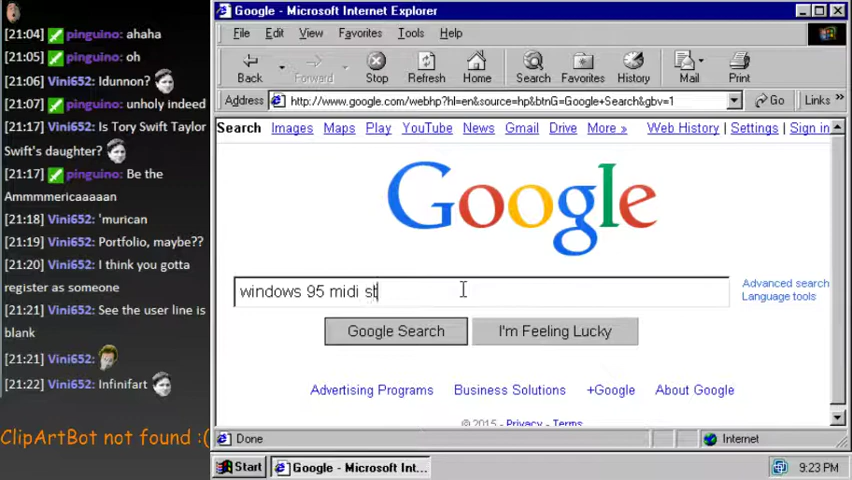 [21:04] pinguino: ahaha
[21:05] pinguino: oh
[21:06] Vini652: Idunnon?
[21:07] pinguino: unholy indeed
[21:17] Vini652: Is Tory Swift Taylor
Swift's daughter?
[21:17] pinguino: Be the
Ammmmericaaaaan
[21:18] Vini652: 'murican
[21:19] Vini652: Portfolio, maybe??
[21:20] Vini652: I think you gotta
register as someone
[21:21] Vini652: See the user line is
blank
[21:21] Vini652:
[21:22] Vini652: Infinifart
ClipArtBot not found :(
Google - Microsoft Internet Explorer
File Edit View Favorites Tools Help
Back Forward Stop Refresh Home Search Favorites History Mail Print
Address http://www.google.com/webhp?hl=en&source=hp&btnG=Google+Search&gbv=1 Go Links »
Search Images Maps Play YouTube News Gmail Drive More » Web History | Settings | Sign in
Google
windows 95 midi st
Advanced search
Language tools
Google Search I'm Feeling Lucky
Advertising Programs Business Solutions +Google About Google
© 2015 - Privacy - Terms
Done Internet
Start Google - Microsoft Int... 9:23 PM